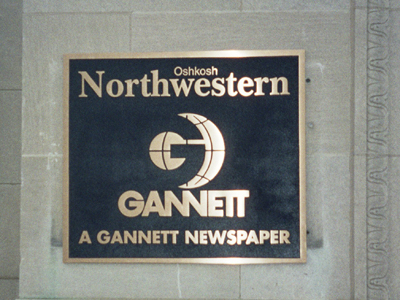 Oshkosh
Northwestern
G
GANNETT
A GANNETT NEWSPAPER